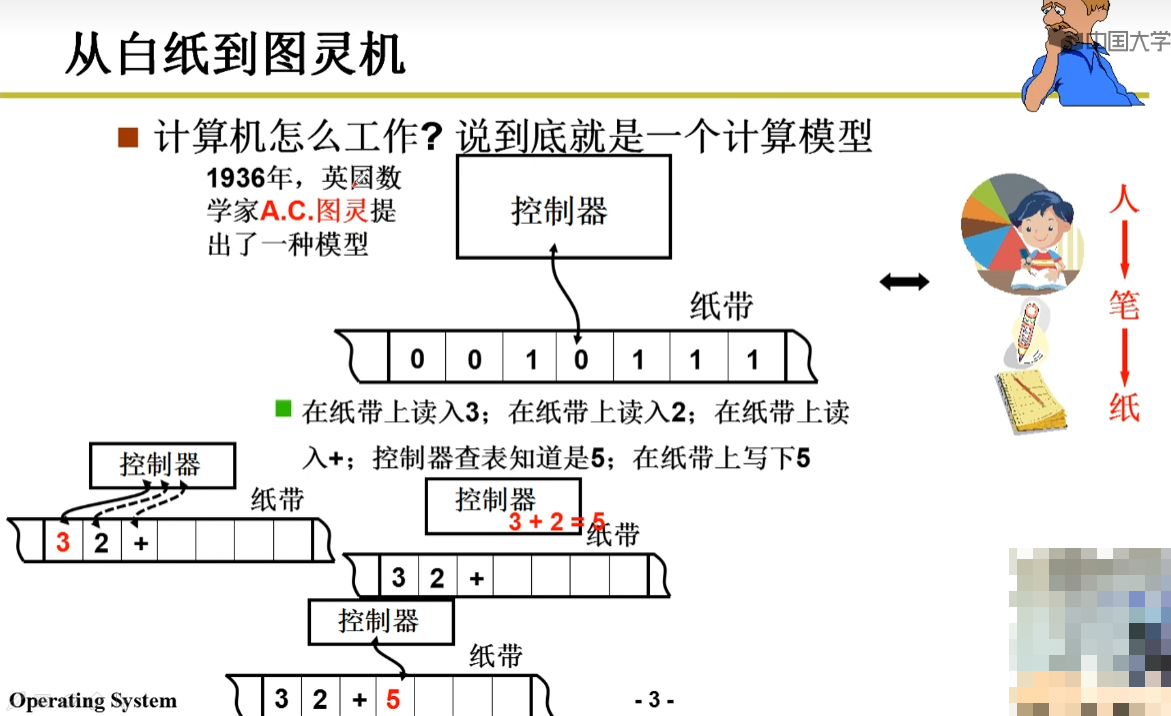 从白纸到图灵机
中国大学
计算机怎么工作? 说到底就是一个计算模型
1936年，英国数
学家A.C.图灵提
出了一种模型
控制器
纸带
0 0 1 0 1 1 1
人
笔
纸
在纸带上读入3；在纸带上读入2；在纸带上读
入+；控制器查表知道是5；在纸带上写下5
控制器
纸带
3 2 +
控制器
3 + 2 = 5
纸带
3 2 +
控制器
纸带
3 2 + 5
Operating System
- 3 -